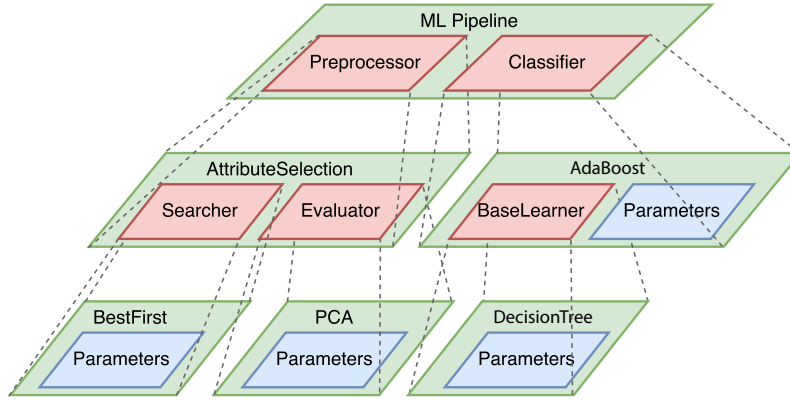 ML Pipeline
Preprocessor
Classifier
AttributeSelection
AdaBoost
Searcher
Evaluator
BaseLearner
Parameters
BestFirst
PCA
DecisionTree
Parameters
Parameters
Parameters